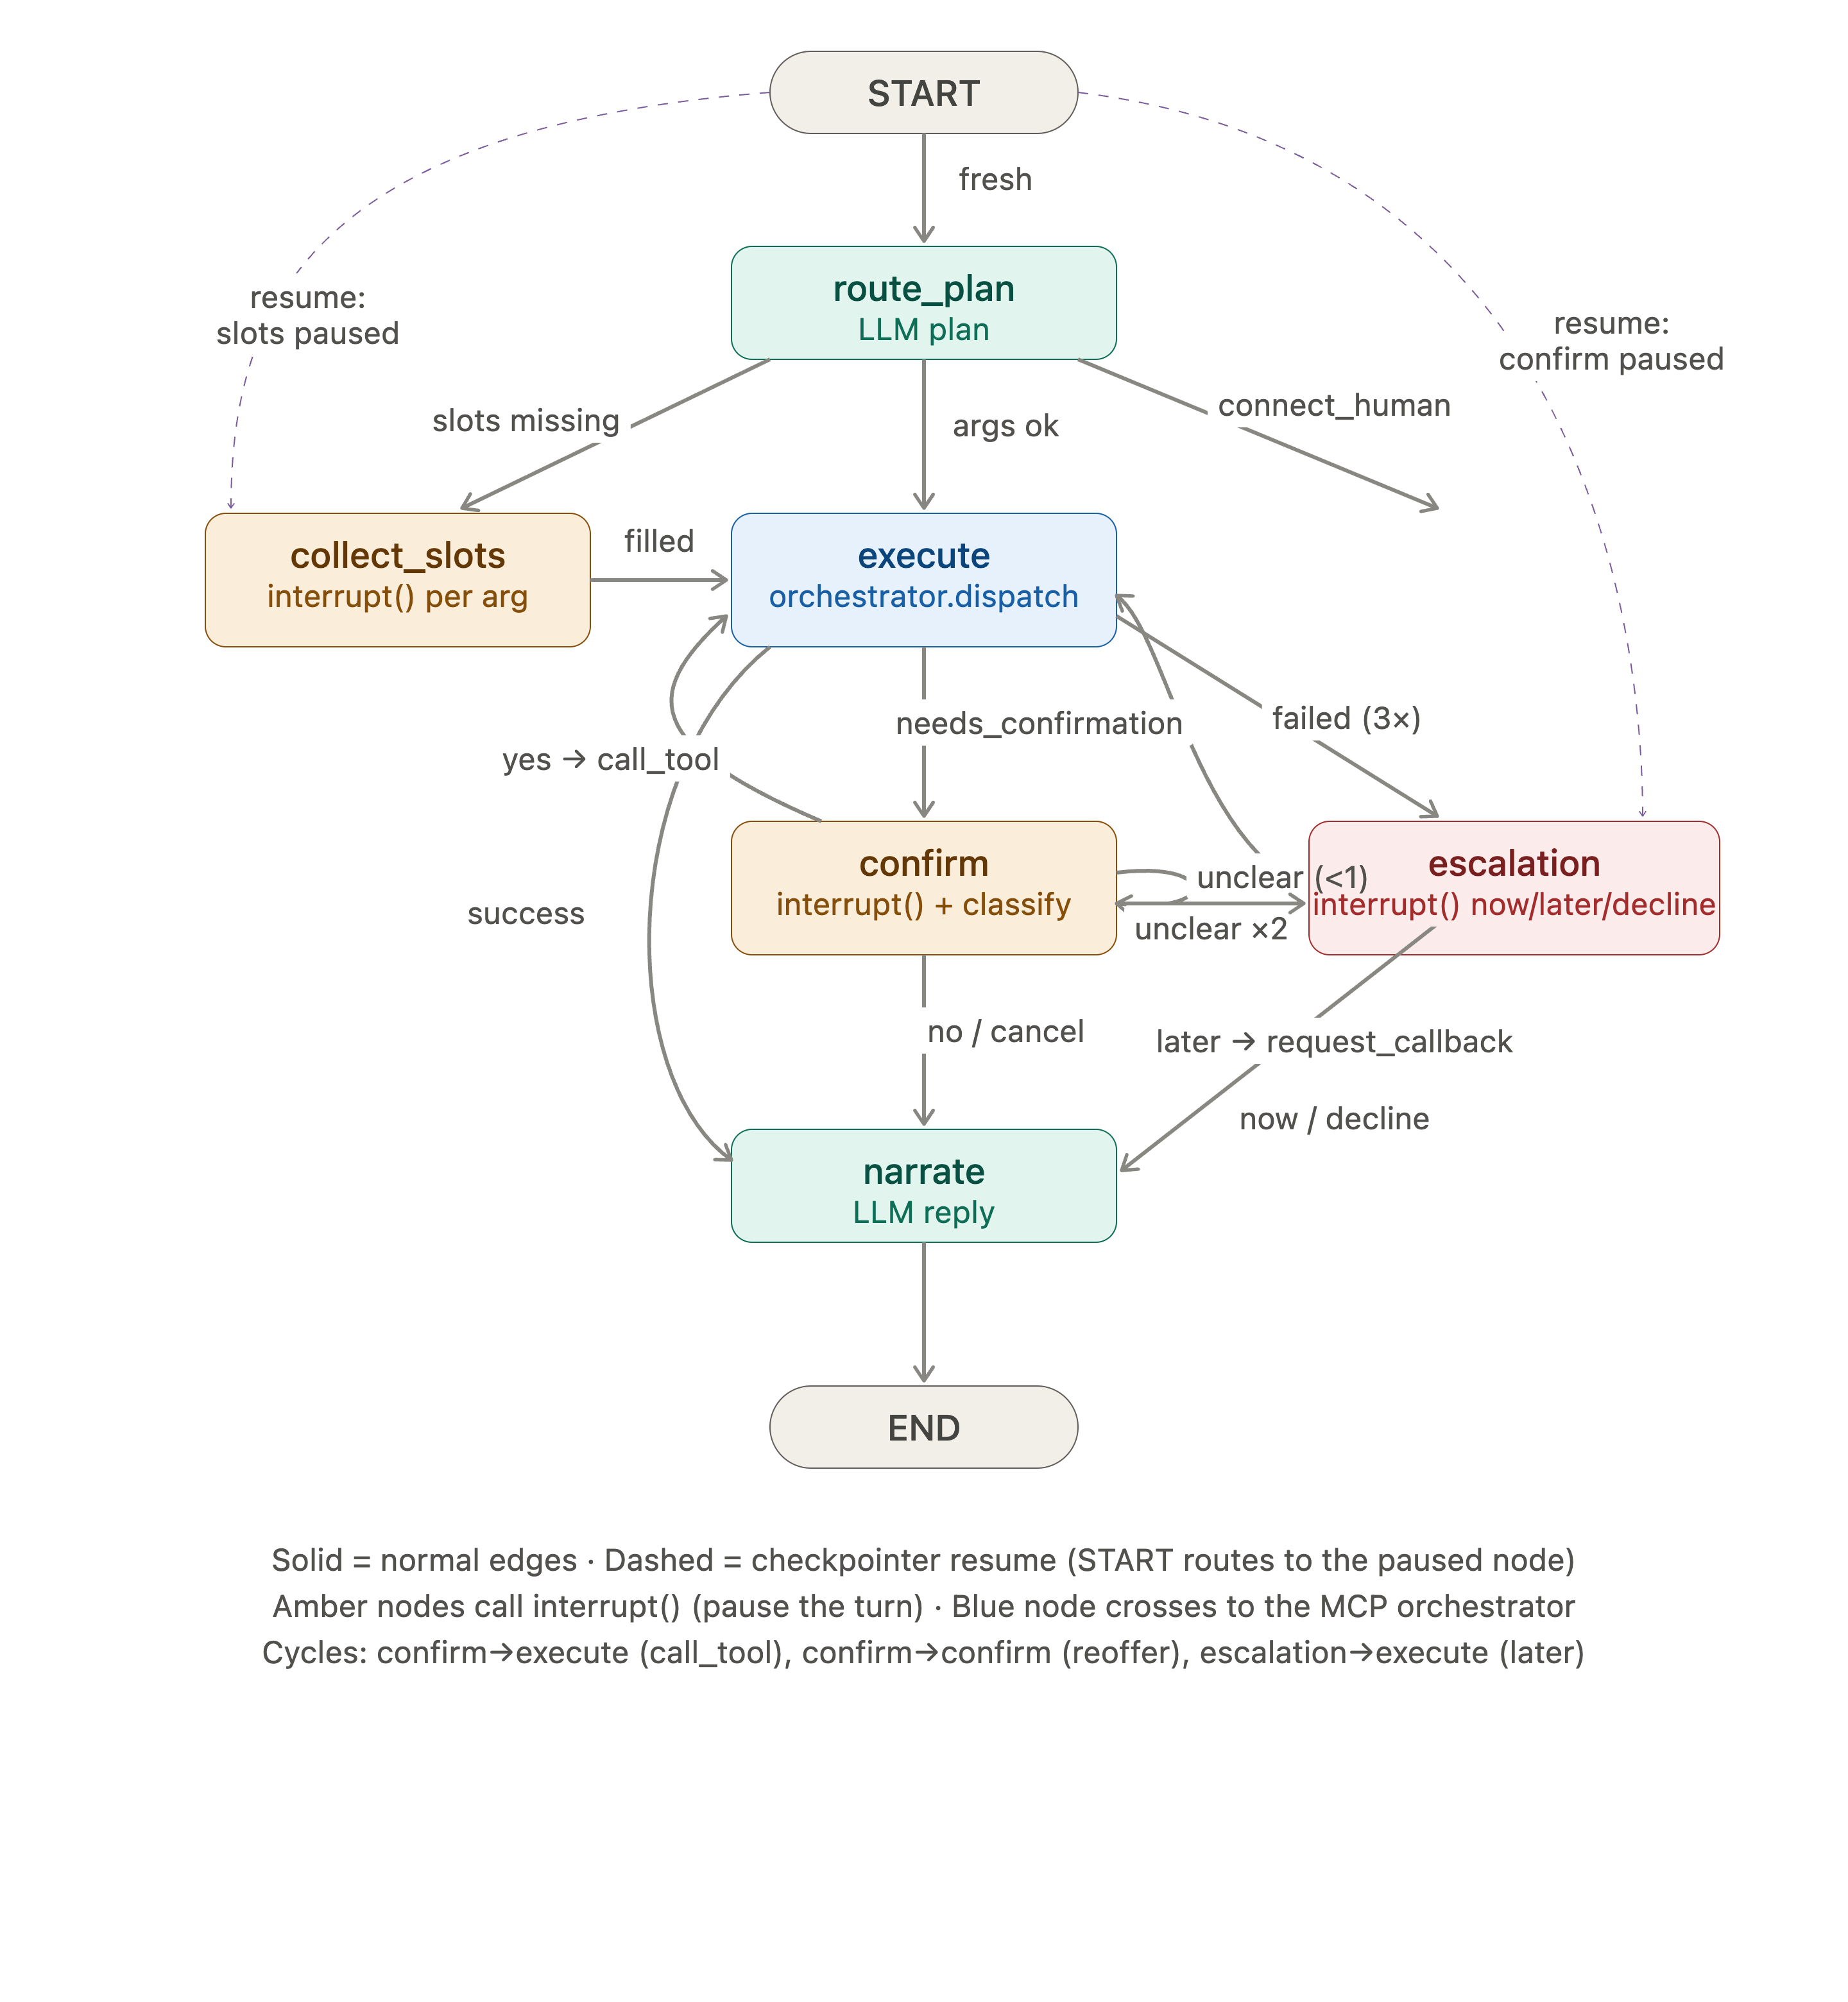 START
fresh
route_plan
LLM plan
resume:
slots paused
resume:
confirm paused
slots missing
args ok
connect_human
collect_slots
interrupt() per arg
filled
execute
orchestrator.dispatch
needs_confirmation
failed (3×)
yes → call_tool
confirm
interrupt() + classify
unclear (<1)
unclear ×2
escalation
interrupt() now/later/decline
success
no / cancel
later → request_callback
now / decline
narrate
LLM reply
END
Solid = normal edges · Dashed = checkpointer resume (START routes to the paused node)
Amber nodes call interrupt() (pause the turn) · Blue node crosses to the MCP orchestrator
Cycles: confirm→execute (call_tool), confirm→confirm (reoffer), escalation→execute (later)